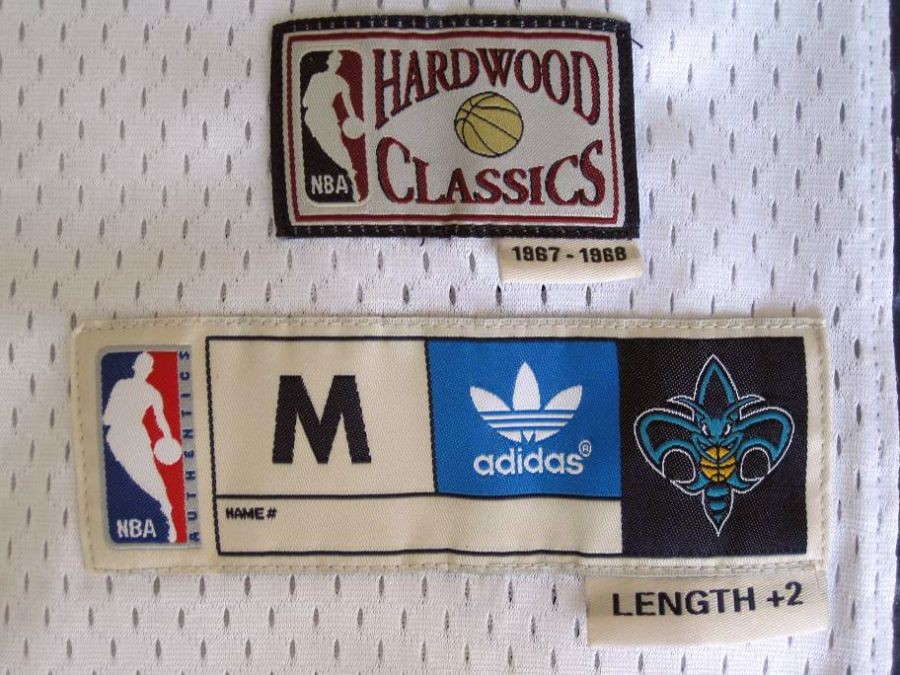 HARDWOOD
CLASSICS
NBA
1967 - 1968
NBA
AUTHENTICS
M
adidas®
NAME#
LENGTH +2